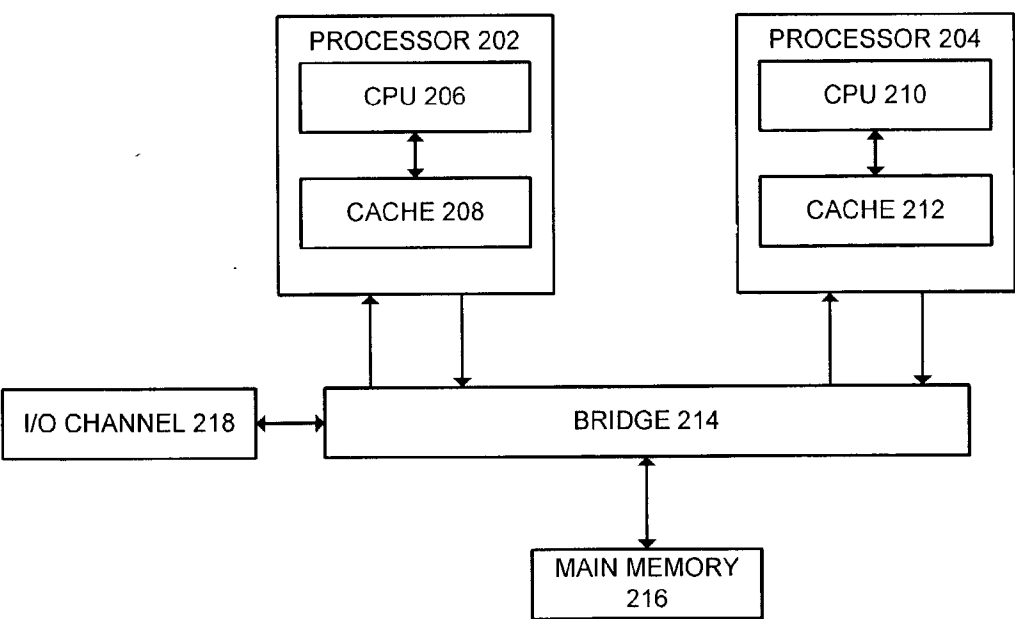 PROCESSOR 202
CPU 206
CACHE 208
PROCESSOR 204
CPU 210
CACHE 212
I/O CHANNEL 218
BRIDGE 214
MAIN MEMORY
216